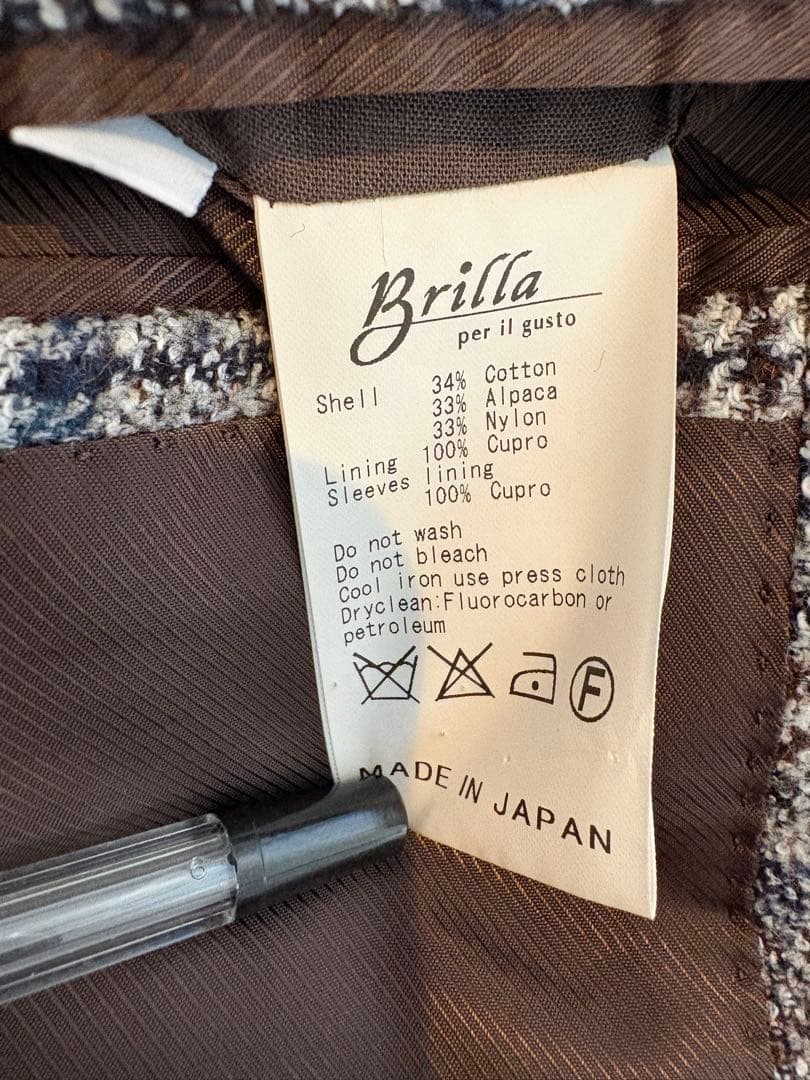 Brilla
per il gusto
Shell 34% Cotton
33% Alpaca
33% Nylon
Lining 100% Cupro
Sleeves lining
100% Cupro
Do not wash
Do not bleach
Cool iron use press cloth
Dryclean:Fluorocarbon or
petroleum
F
MADE IN JAPAN
6